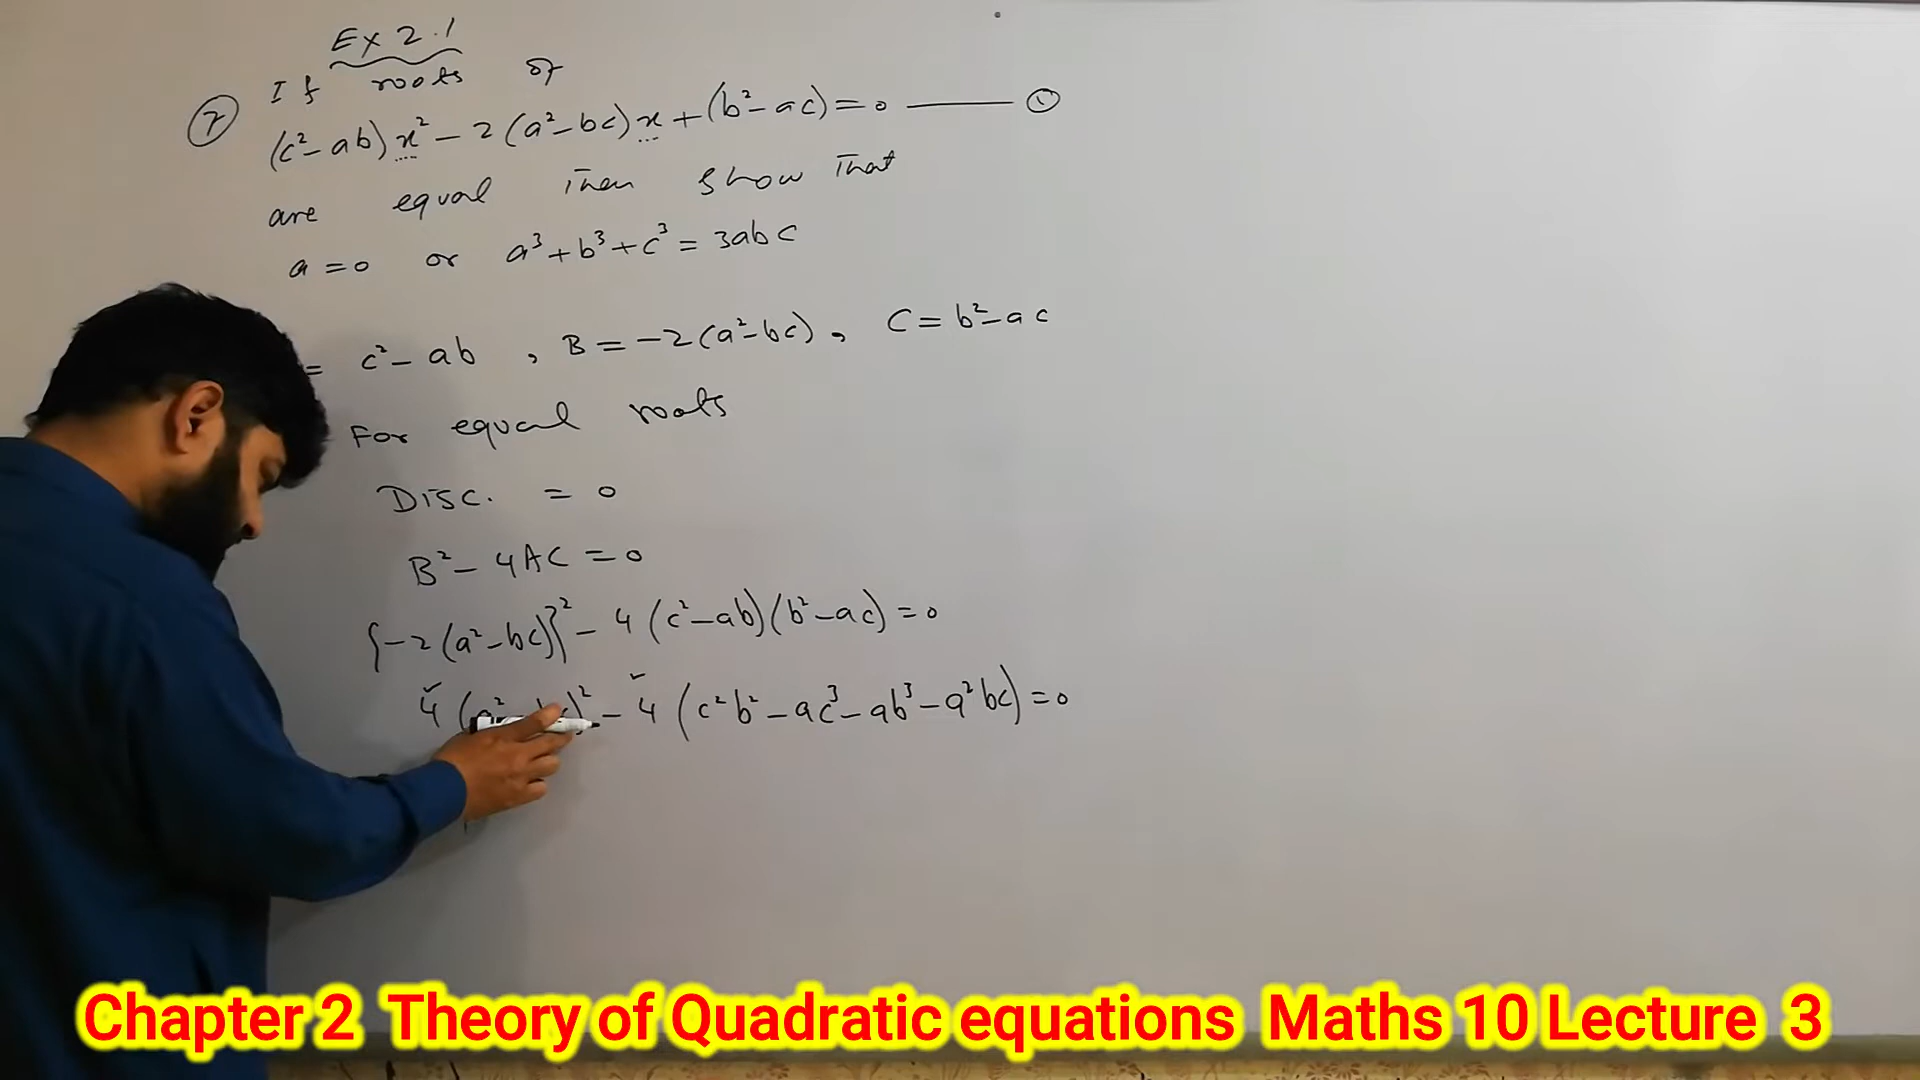 Ex 2.1
⑦ If roots of
(c²-ab)x² - 2(a²-bc)x + (b²-ac) = 0 —— ①
are equal Then show That
a = 0 or a³+b³+c³ = 3abc
= c²-ab , B = -2(a²-bc), C = b²-ac
For equal roots
Disc. = 0
B² - 4AC = 0
{-2(a²-bc)}² - 4(c²-ab)(b²-ac) = 0
4(a² )² - 4(c²b² - ac³ - ab³ - a²bc) = 0
Chapter 2 Theory of Quadratic equations Maths 10 Lecture 3